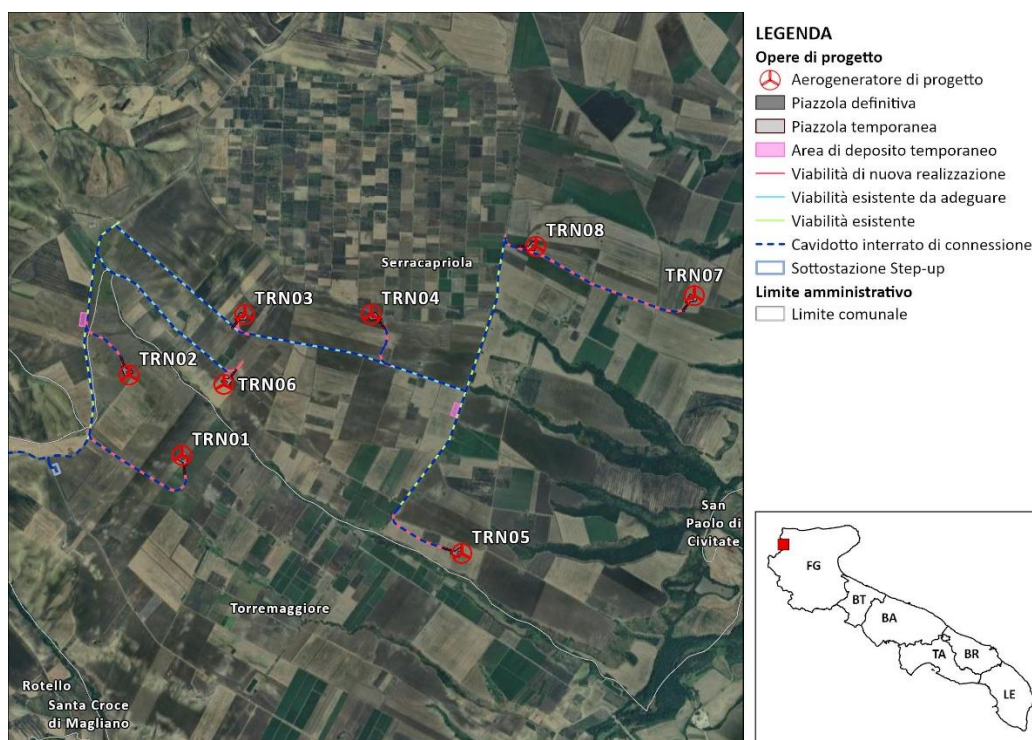 TRN08
Serracapriola
TRN07
TRN03
TRN04
TRN02
TRN06
TRN01
San
Paolo di
Civitate
TRN05
Torremaggiore
Rotello
Santa Croce
di Magliano
LEGENDA
Opere di progetto
Aerogeneratore di progetto
Piazzola definitiva
Piazzola temporanea
Area di deposito temporaneo
Viabilità di nuova realizzazione
Viabilità esistente da adeguare
Viabilità esistente
Cavidotto interrato di connessione
Sottostazione Step-up
Limite amministrativo
Limite comunale
FG
BT
BA
TA
BR
LE